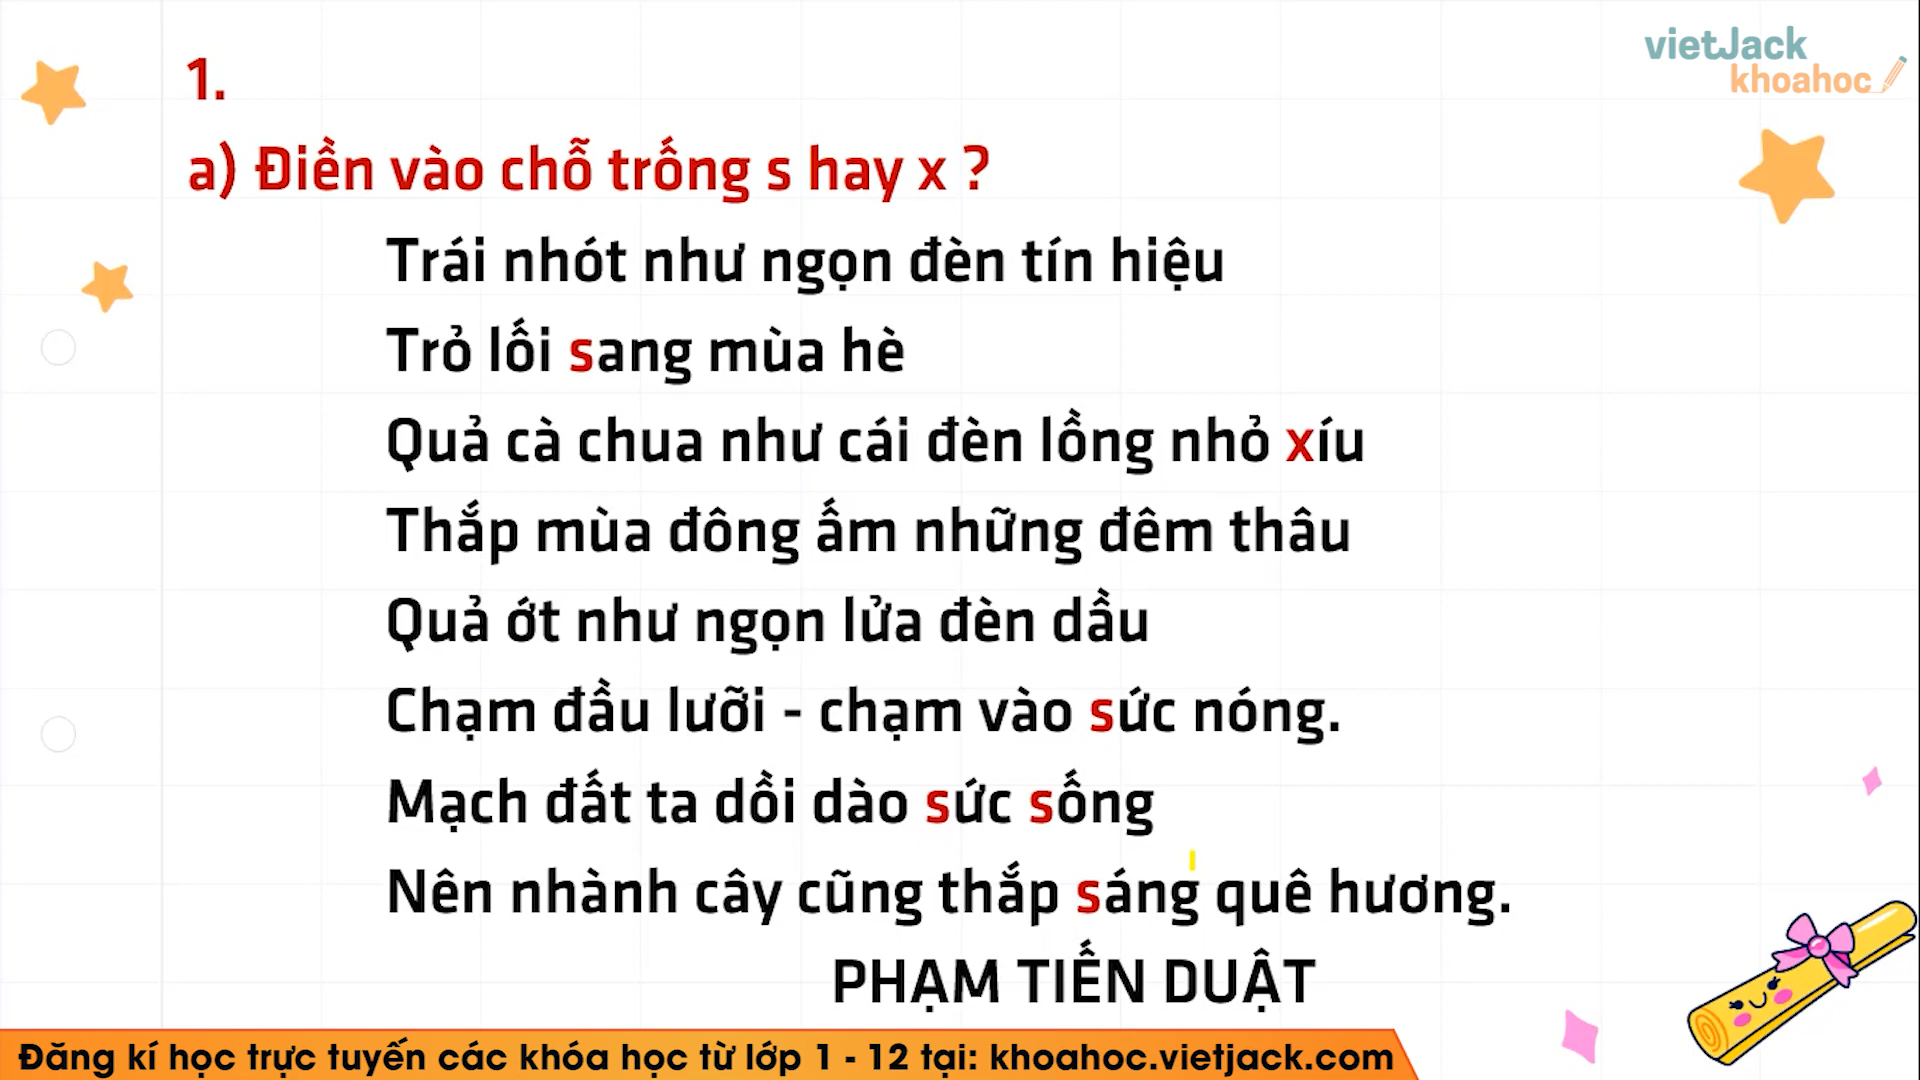 vietJack
khoahoc
1.
a) Điền vào chỗ trống s hay x ?
Trái nhót như ngọn đèn tín hiệu
Trỏ lối sang mùa hè
Quả cà chua như cái đèn lồng nhỏ xíu
Thắp mùa đông ấm những đêm thâu
Quả ớt như ngọn lửa đèn dầu
Chạm đầu lưỡi - chạm vào sức nóng.
Mạch đất ta dồi dào sức sống
Nên nhành cây cũng thắp sáng quê hương.
PHẠM TIẾN DUẬT
Đăng kí học trực tuyến các khóa học từ lớp 1 - 12 tại: khoahoc.vietjack.com